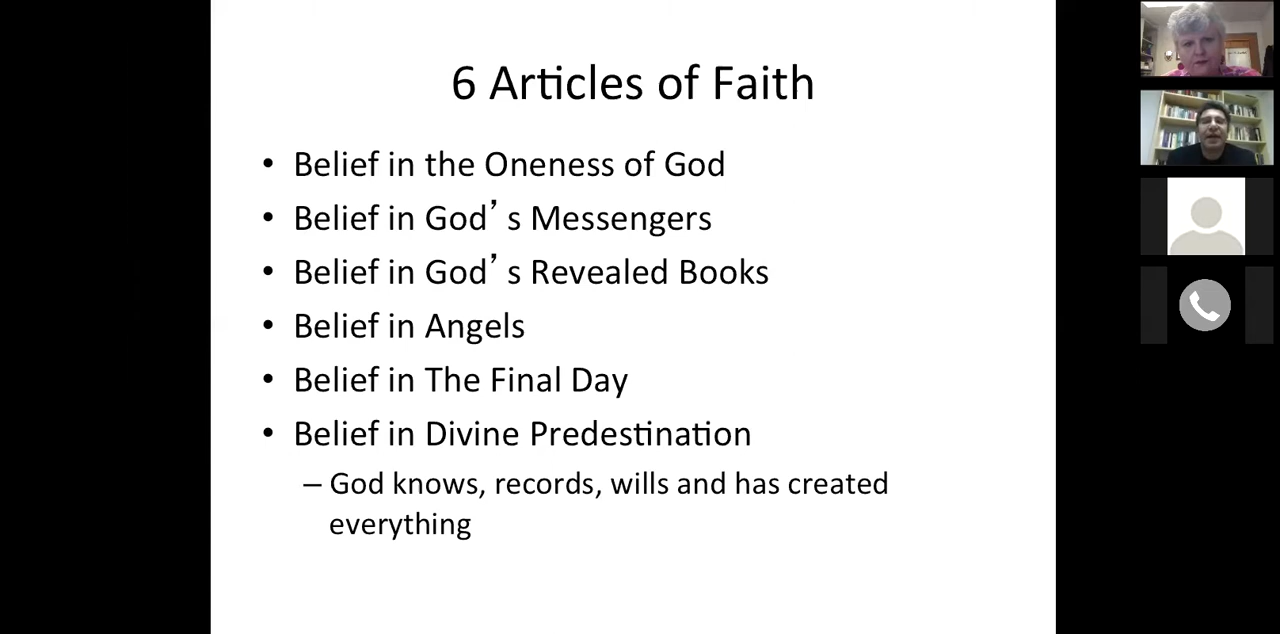 6 Articles of Faith
• Belief in the Oneness of God
• Belief in God’s Messengers
• Belief in God’s Revealed Books
• Belief in Angels
• Belief in The Final Day
• Belief in Divine Predestination
– God knows, records, wills and has created
everything